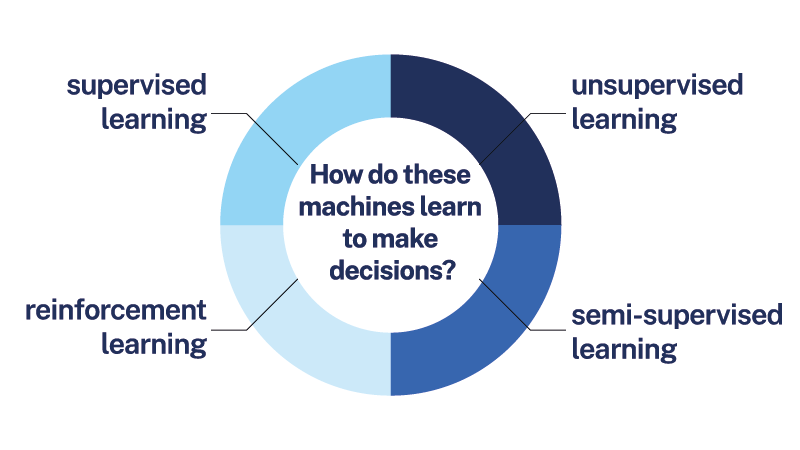 supervised
learning
unsupervised
learning
How do these
machines learn
to make
decisions?
reinforcement
learning
semi-supervised
learning